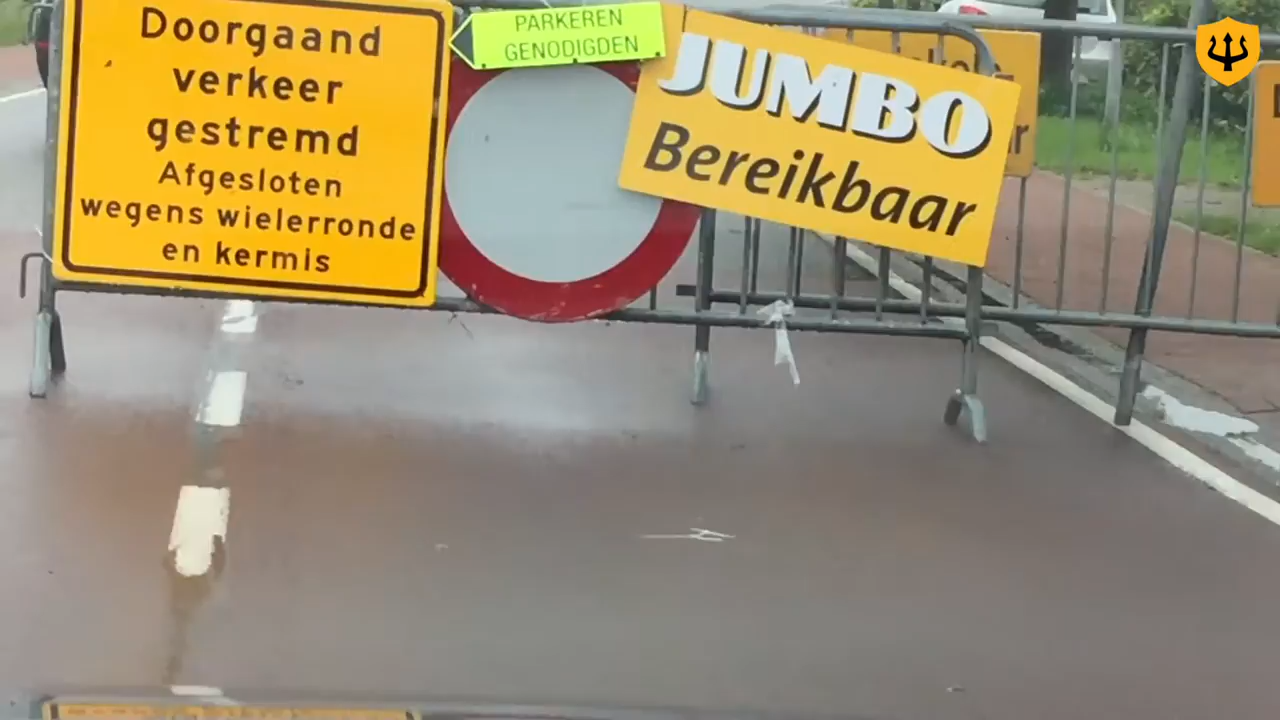 Doorgaand
verkeer
gestremd
Afgesloten
wegens wielerronde
en kermis
PARKEREN
GENODIGDEN
JUMBO
Bereikbaar